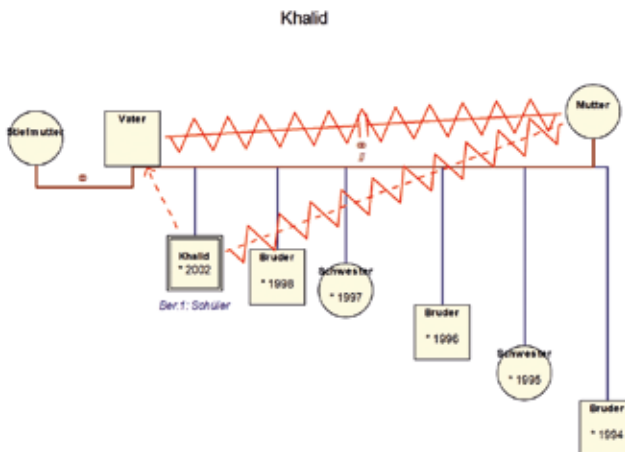 Khalid
Stiefmutter
Vater
Mutter
Khalid
* 2002
Ber.1: Schüler
Bruder
* 1998
Schwester
* 1997
Bruder
* 1996
Schwester
* 1995
Bruder
* 1994